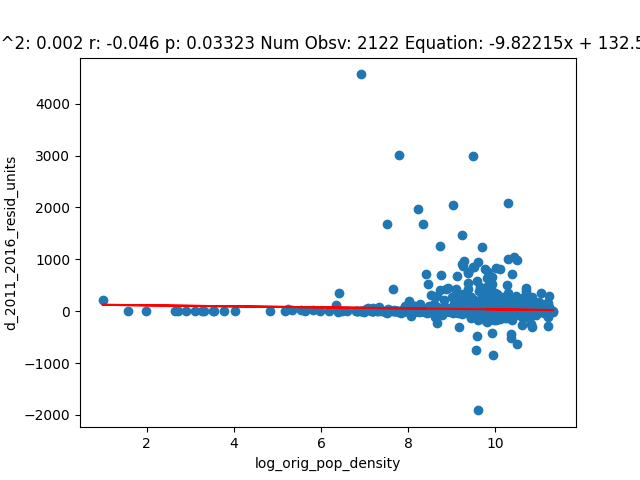 ^2: 0.002 r: -0.046 p: 0.03323 Num Obsv: 2122 Equation: -9.82215x + 132.5
4000
3000
2000
1000
0
−1000
−2000
d_2011_2016_resid_units
2 4 6 8 10
log_orig_pop_density